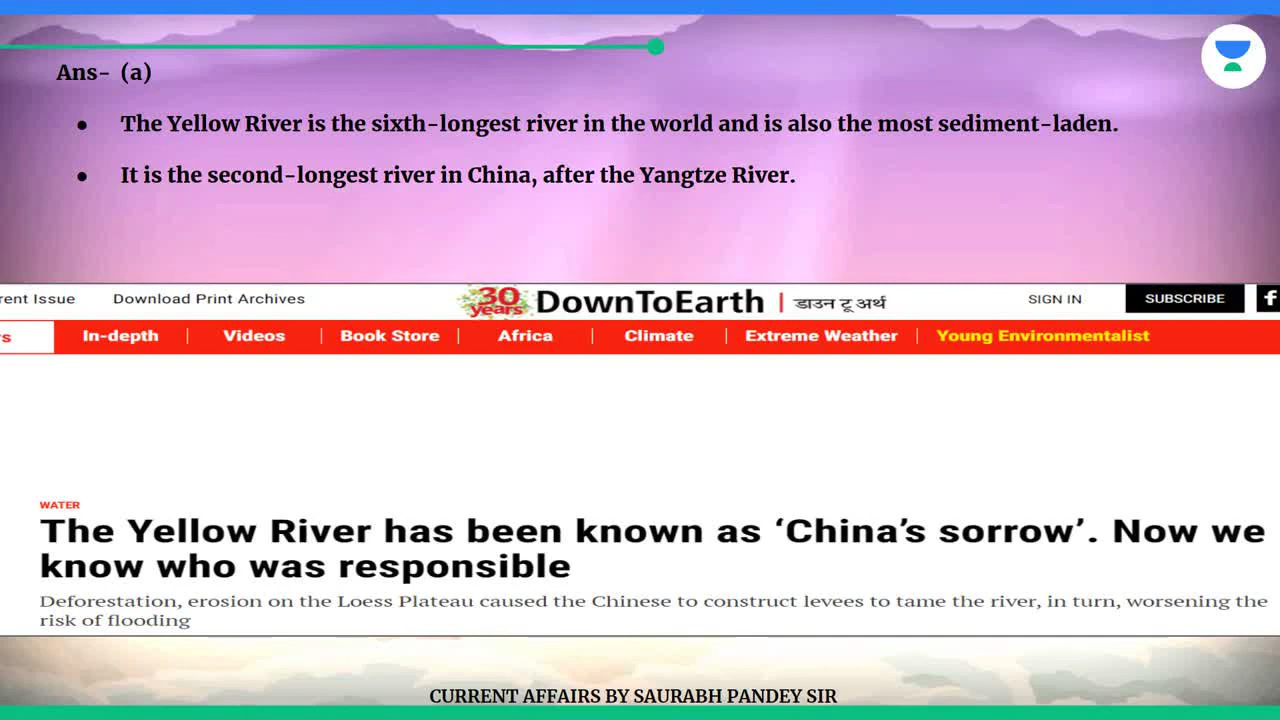 Ans- (a)
● The Yellow River is the sixth-longest river in the world and is also the most sediment-laden.
● It is the second-longest river in China, after the Yangtze River.
rent Issue Download Print Archives 30 years DownToEarth | डाउन टू अर्थ SIGN IN SUBSCRIBE f
s In-depth | Videos | Book Store | Africa | Climate | Extreme Weather | Young Environmentalist
WATER
The Yellow River has been known as ‘China’s sorrow’. Now we
know who was responsible
Deforestation, erosion on the Loess Plateau caused the Chinese to construct levees to tame the river, in turn, worsening the
risk of flooding
CURRENT AFFAIRS BY SAURABH PANDEY SIR